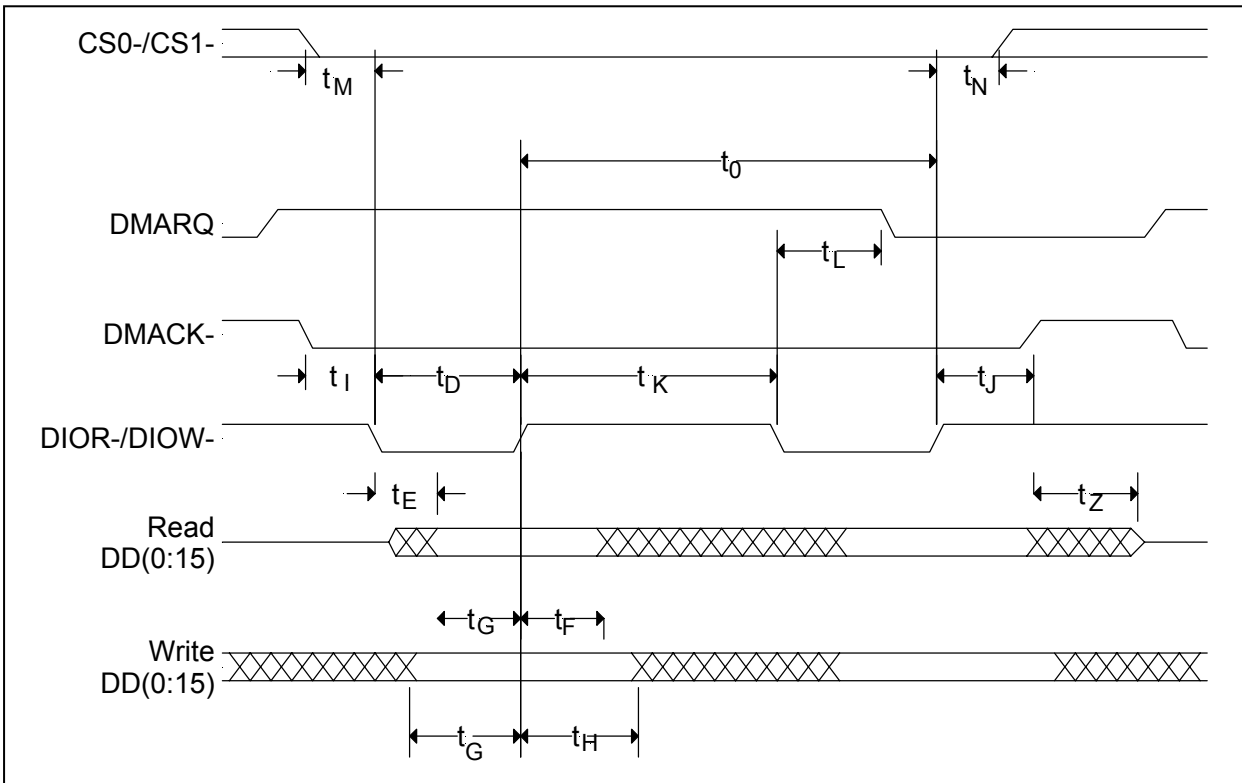 CS0-/CS1-
tM
tN
t0
DMARQ
tL
DMACK-
tI
tD
tK
tJ
DIOR-/DIOW-
tE
tZ
Read
DD(0:15)
tG
tF
Write
DD(0:15)
tG
tH